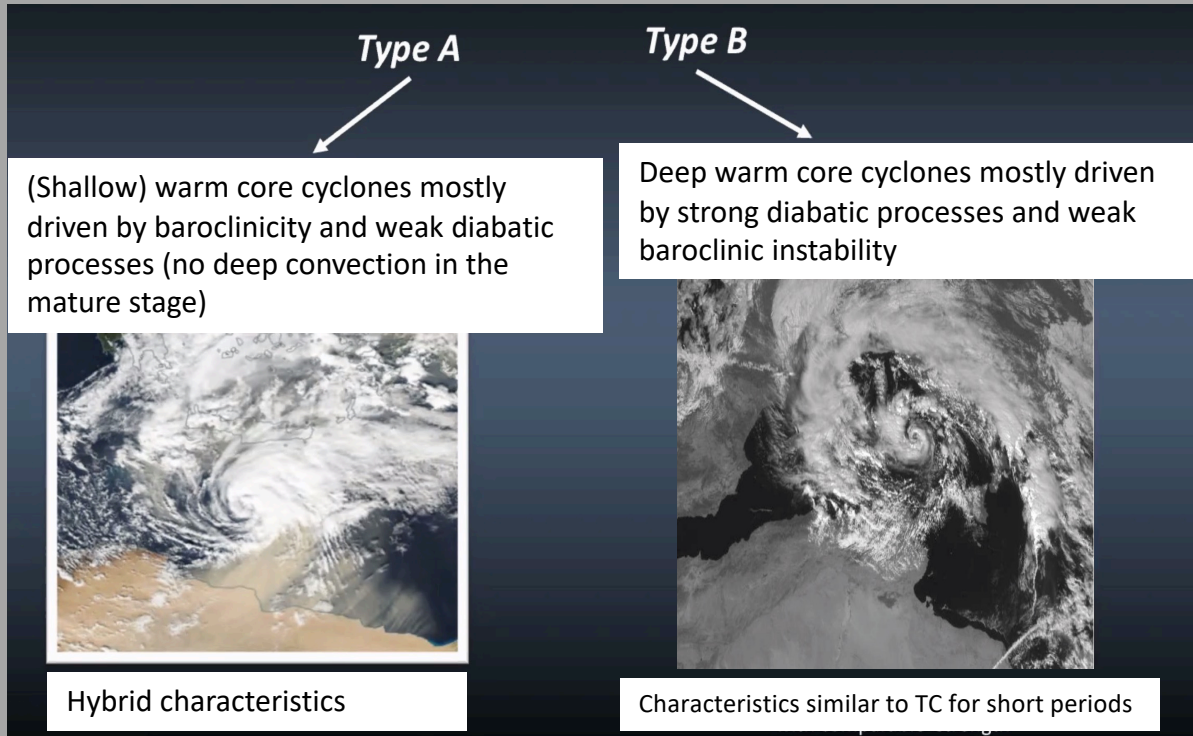 Type A
Type B
(Shallow) warm core cyclones mostly
driven by baroclinicity and weak diabatic
processes (no deep convection in the
mature stage)
Deep warm core cyclones mostly driven
by strong diabatic processes and weak
baroclinic instability
Hybrid characteristics
Characteristics similar to TC for short periods